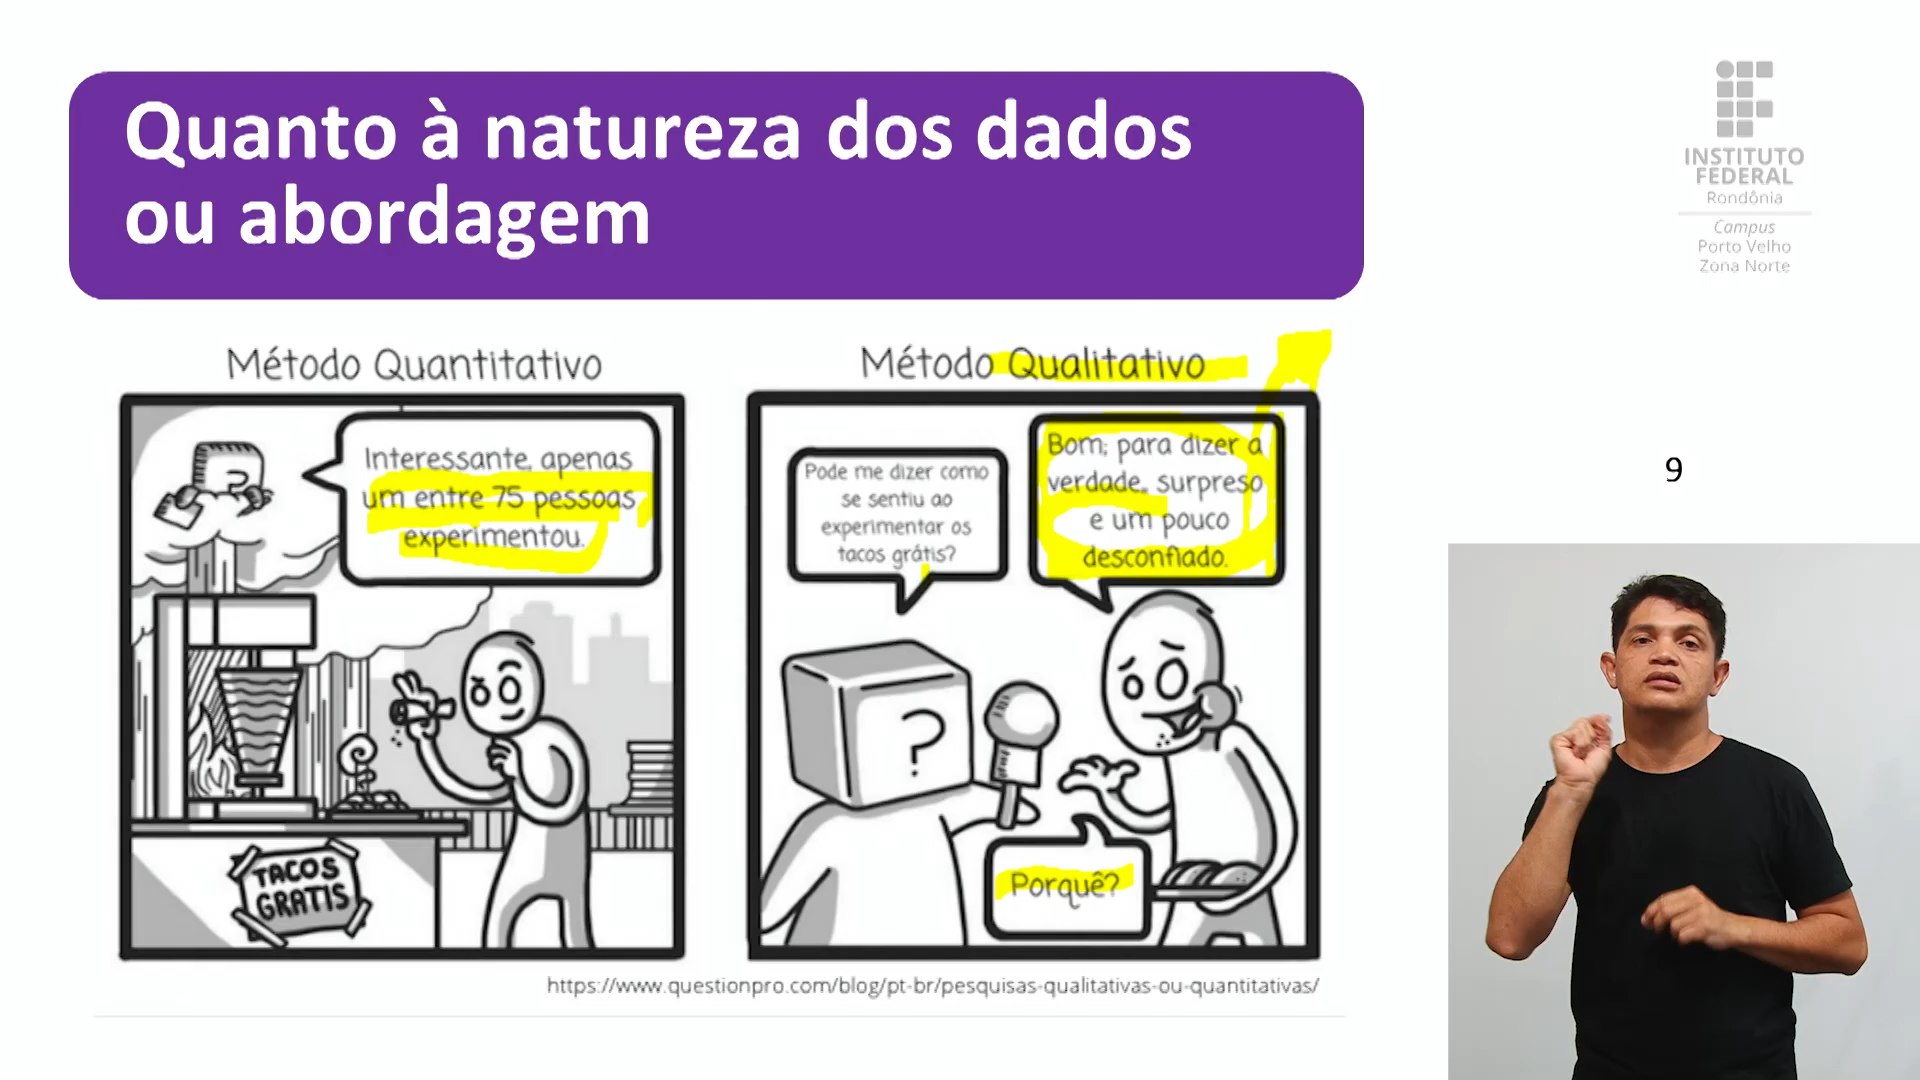 Quanto à natureza dos dados
ou abordagem
INSTITUTO
FEDERAL
Rondônia
Campus
Porto Velho
Zona Norte
Método Quantitativo
Interessante, apenas
um entre 75 pessoas
experimentou.
TACOS
GRATIS
Método Qualitativo
Pode me dizer como
se sentiu ao
experimentar os
tacos grátis?
Bom; para dizer a
verdade, surpreso
e um pouco
desconfiado.
?
Porquê?
https://www.questionpro.com/blog/pt-br/pesquisas-qualitativas-ou-quantitativas/
9